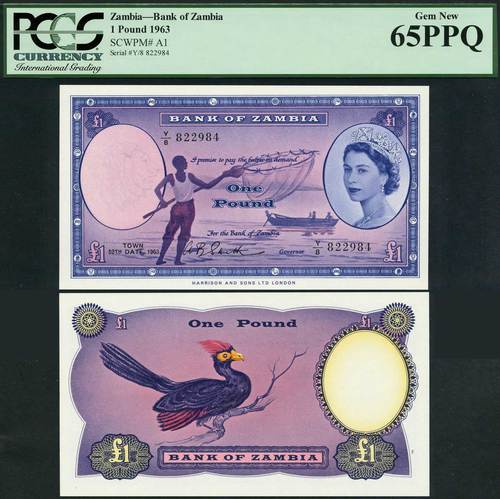 PCGS
CURRENCY
International Grading
Zambia—Bank of Zambia
1 Pound 1963
SCWPM# A1
Serial #Y/8 822984
Gem New
65PPQ
£1
BANK OF ZAMBIA
£1
Y/8 822984
I promise to pay the bearer on demand
One
Pound
For the Bank of Zambia
TOWN
52TH DATE 1963
Governor
Y/8 822984
£1
£1
HARRISON AND SONS LTD LONDON
£1
One Pound
£1
£1
BANK OF ZAMBIA
£1